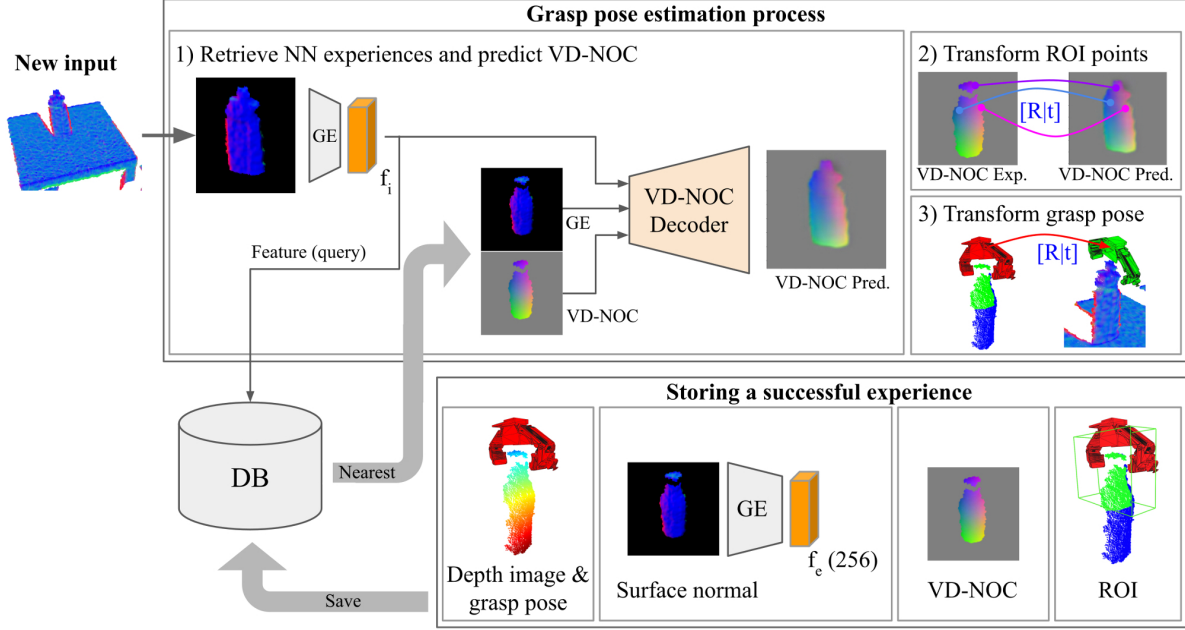 Grasp pose estimation process
New input
1) Retrieve NN experiences and predict VD-NOC
GE
f_i
Feature (query)
GE
VD-NOC
VD-NOC
Decoder
VD-NOC Pred.
2) Transform ROI points
[R|t]
VD-NOC Exp.
VD-NOC Pred.
3) Transform grasp pose
[R|t]
DB
Nearest
Save
Storing a successful experience
Depth image &
grasp pose
GE
f_e (256)
Surface normal
VD-NOC
ROI